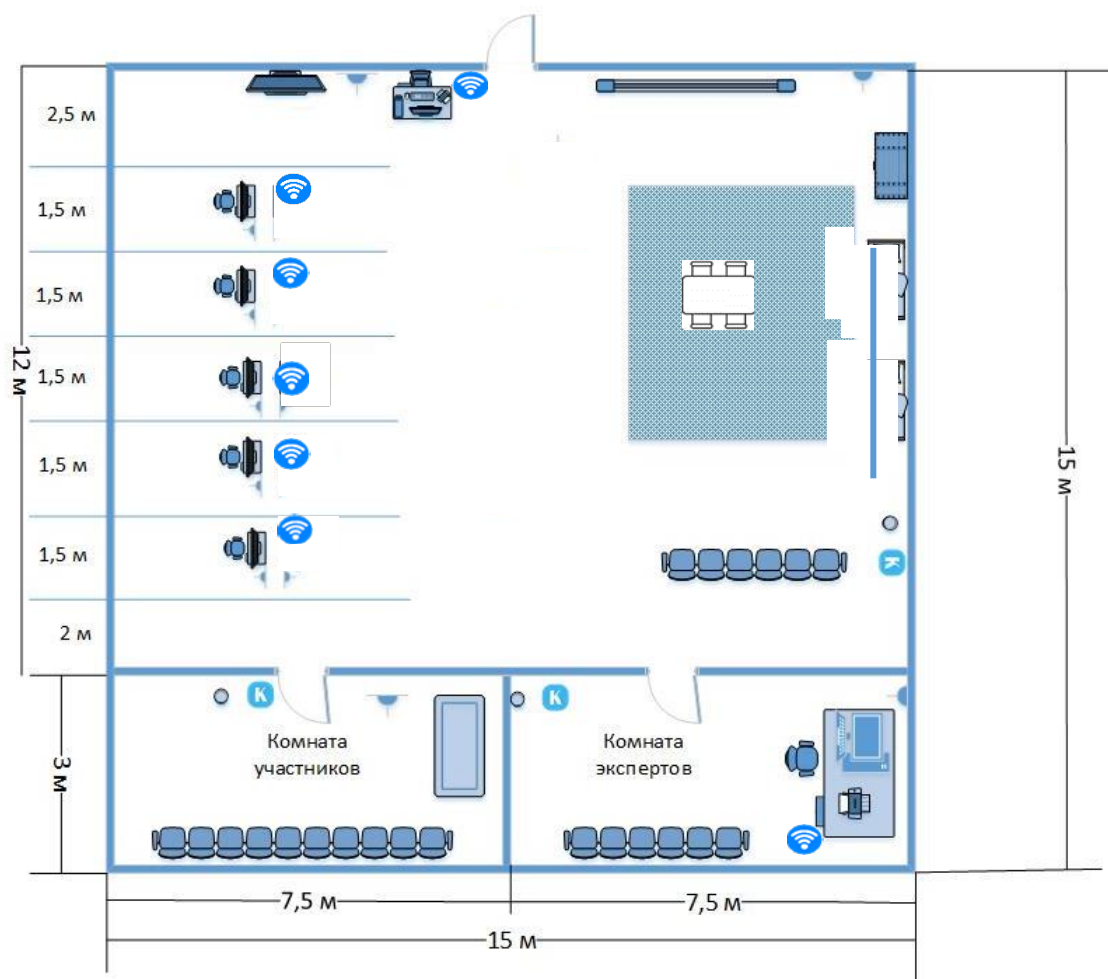 2,5 м
1,5 м
1,5 м
12 м
1,5 м
1,5 м
15 м
1,5 м
К
2 м
К
К
Комната
участников
Комната
экспертов
3 м
7,5 м
7,5 м
15 м